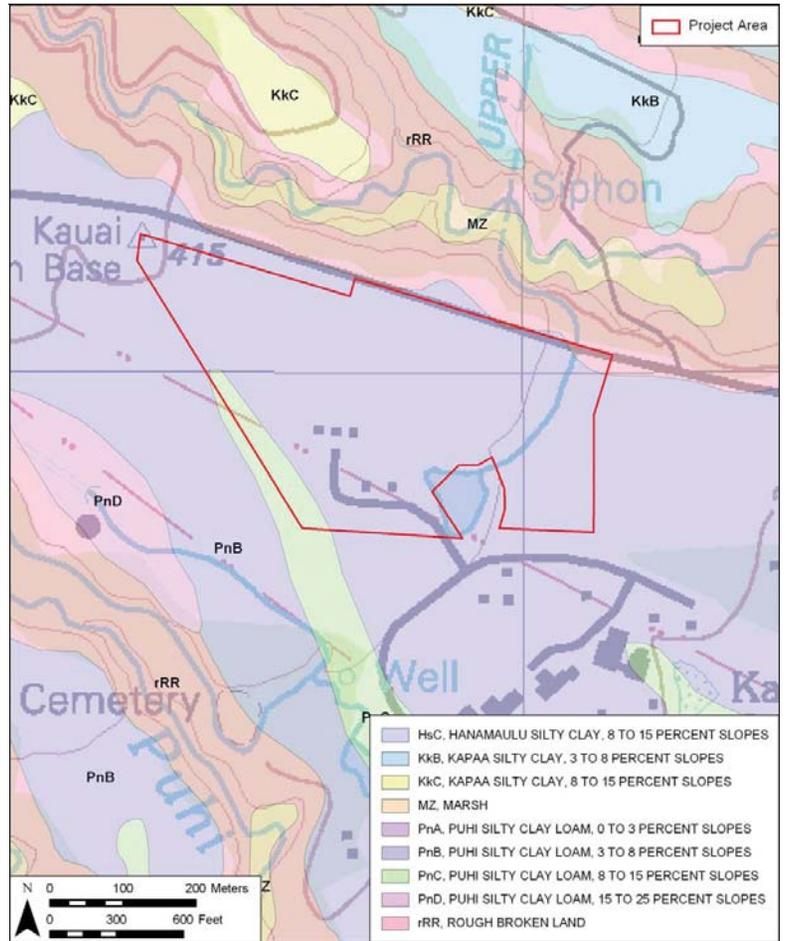 KkC
Project Area
KkC
KkC
KkB
UPPER
rRR
Siphon
MZ
Kauai
415
n Base
PnD
PnB
rRR
Well
Cemetery
Ka
PnB
Puhi
Z
HsC, HANAMAULU SILTY CLAY, 8 TO 15 PERCENT SLOPES
KkB, KAPAA SILTY CLAY, 3 TO 8 PERCENT SLOPES
KkC, KAPAA SILTY CLAY, 8 TO 15 PERCENT SLOPES
MZ, MARSH
PnA, PUHI SILTY CLAY LOAM, 0 TO 3 PERCENT SLOPES
PnB, PUHI SILTY CLAY LOAM, 3 TO 8 PERCENT SLOPES
PnC, PUHI SILTY CLAY LOAM, 8 TO 15 PERCENT SLOPES
PnD, PUHI SILTY CLAY LOAM, 15 TO 25 PERCENT SLOPES
rRR, ROUGH BROKEN LAND
N 0 100 200 Meters
0 300 600 Feet